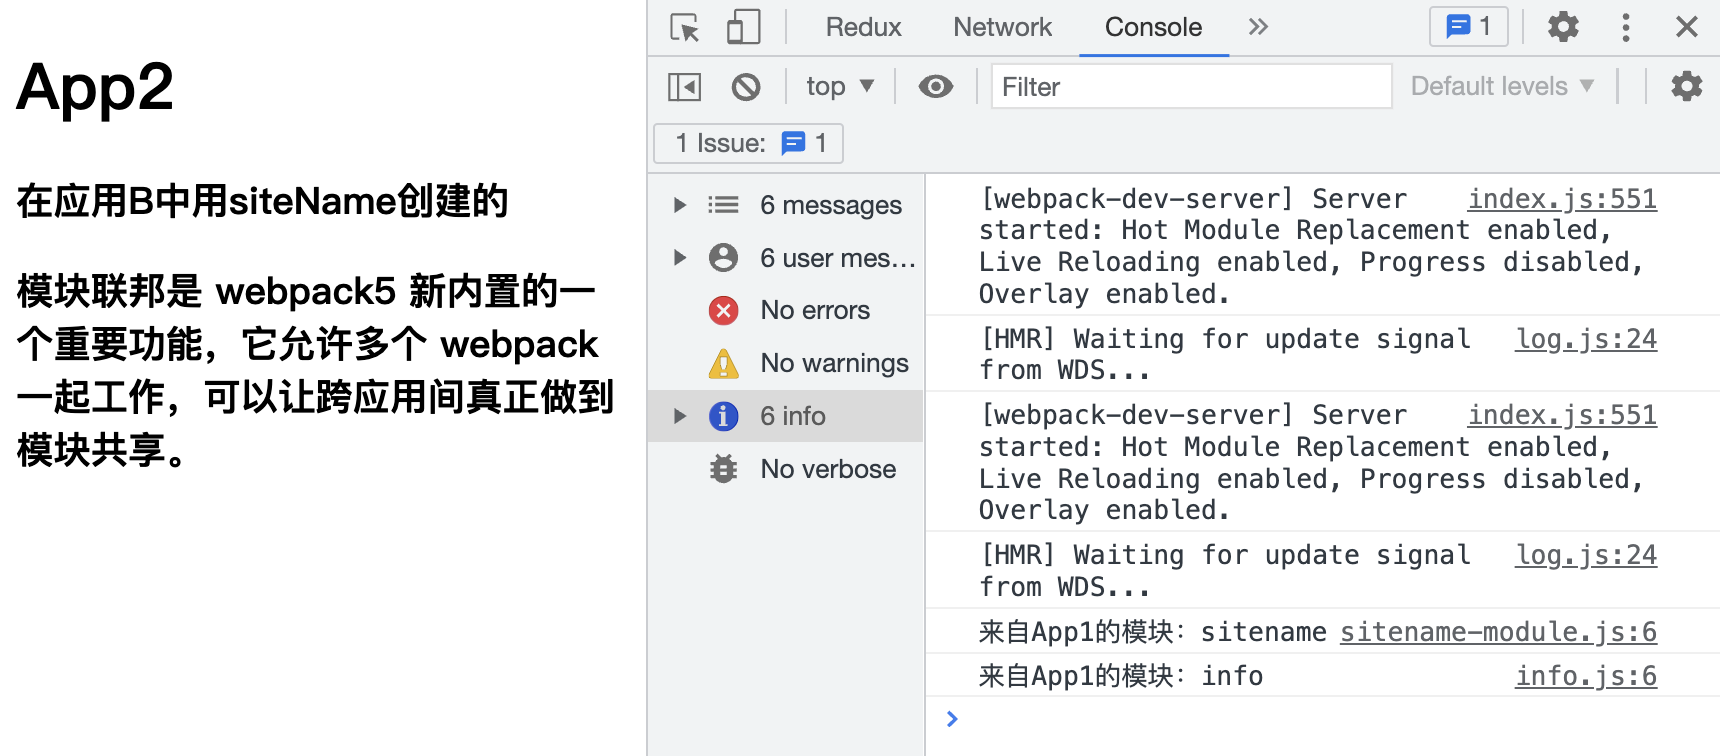 App2
在应用B中用siteName创建的
模块联邦是 webpack5 新内置的一
个重要功能，它允许多个 webpack
一起工作，可以让跨应用间真正做到
模块共享。
Redux Network Console » 1
top ▼ Filter Default levels ▼
1 Issue: 1
6 messages
6 user mes…
No errors
No warnings
6 info
No verbose
[webpack-dev-server] Server index.js:551
started: Hot Module Replacement enabled,
Live Reloading enabled, Progress disabled,
Overlay enabled.
[HMR] Waiting for update signal log.js:24
from WDS...
[webpack-dev-server] Server index.js:551
started: Hot Module Replacement enabled,
Live Reloading enabled, Progress disabled,
Overlay enabled.
[HMR] Waiting for update signal log.js:24
from WDS...
来自App1的模块：sitename sitename-module.js:6
来自App1的模块：info info.js:6